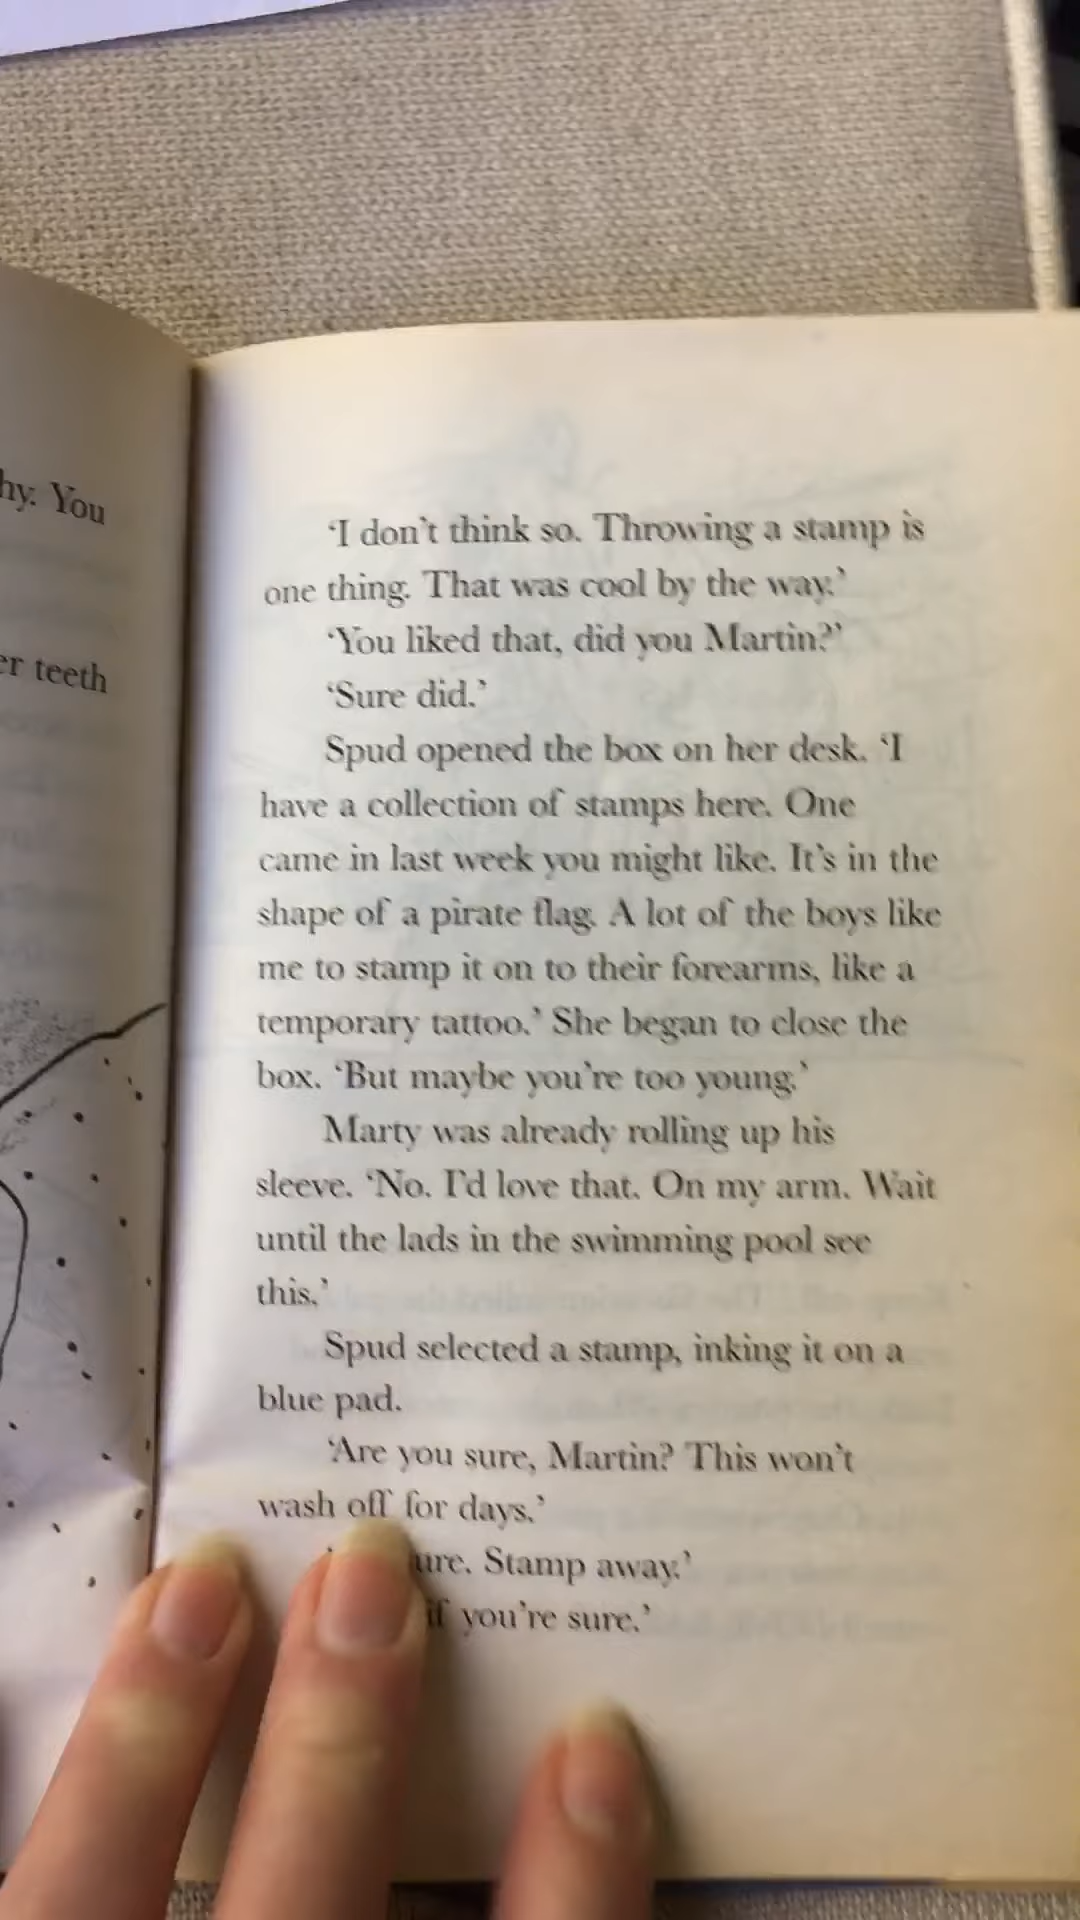 hy. You
er teeth
‘I don’t think so. Throwing a stamp is
one thing. That was cool by the way.’
‘You liked that, did you Martin?’
‘Sure did.’
Spud opened the box on her desk. ‘I
have a collection of stamps here. One
came in last week you might like. It’s in the
shape of a pirate flag. A lot of the boys like
me to stamp it on to their forearms, like a
temporary tattoo.’ She began to close the
box. ‘But maybe you’re too young.’
Marty was already rolling up his
sleeve. ‘No. I’d love that. On my arm. Wait
until the lads in the swimming pool see
this.’
Spud selected a stamp, inking it on a
blue pad.
‘Are you sure, Martin? This won’t
wash off for days.’
ure. Stamp away.’
if you’re sure.’